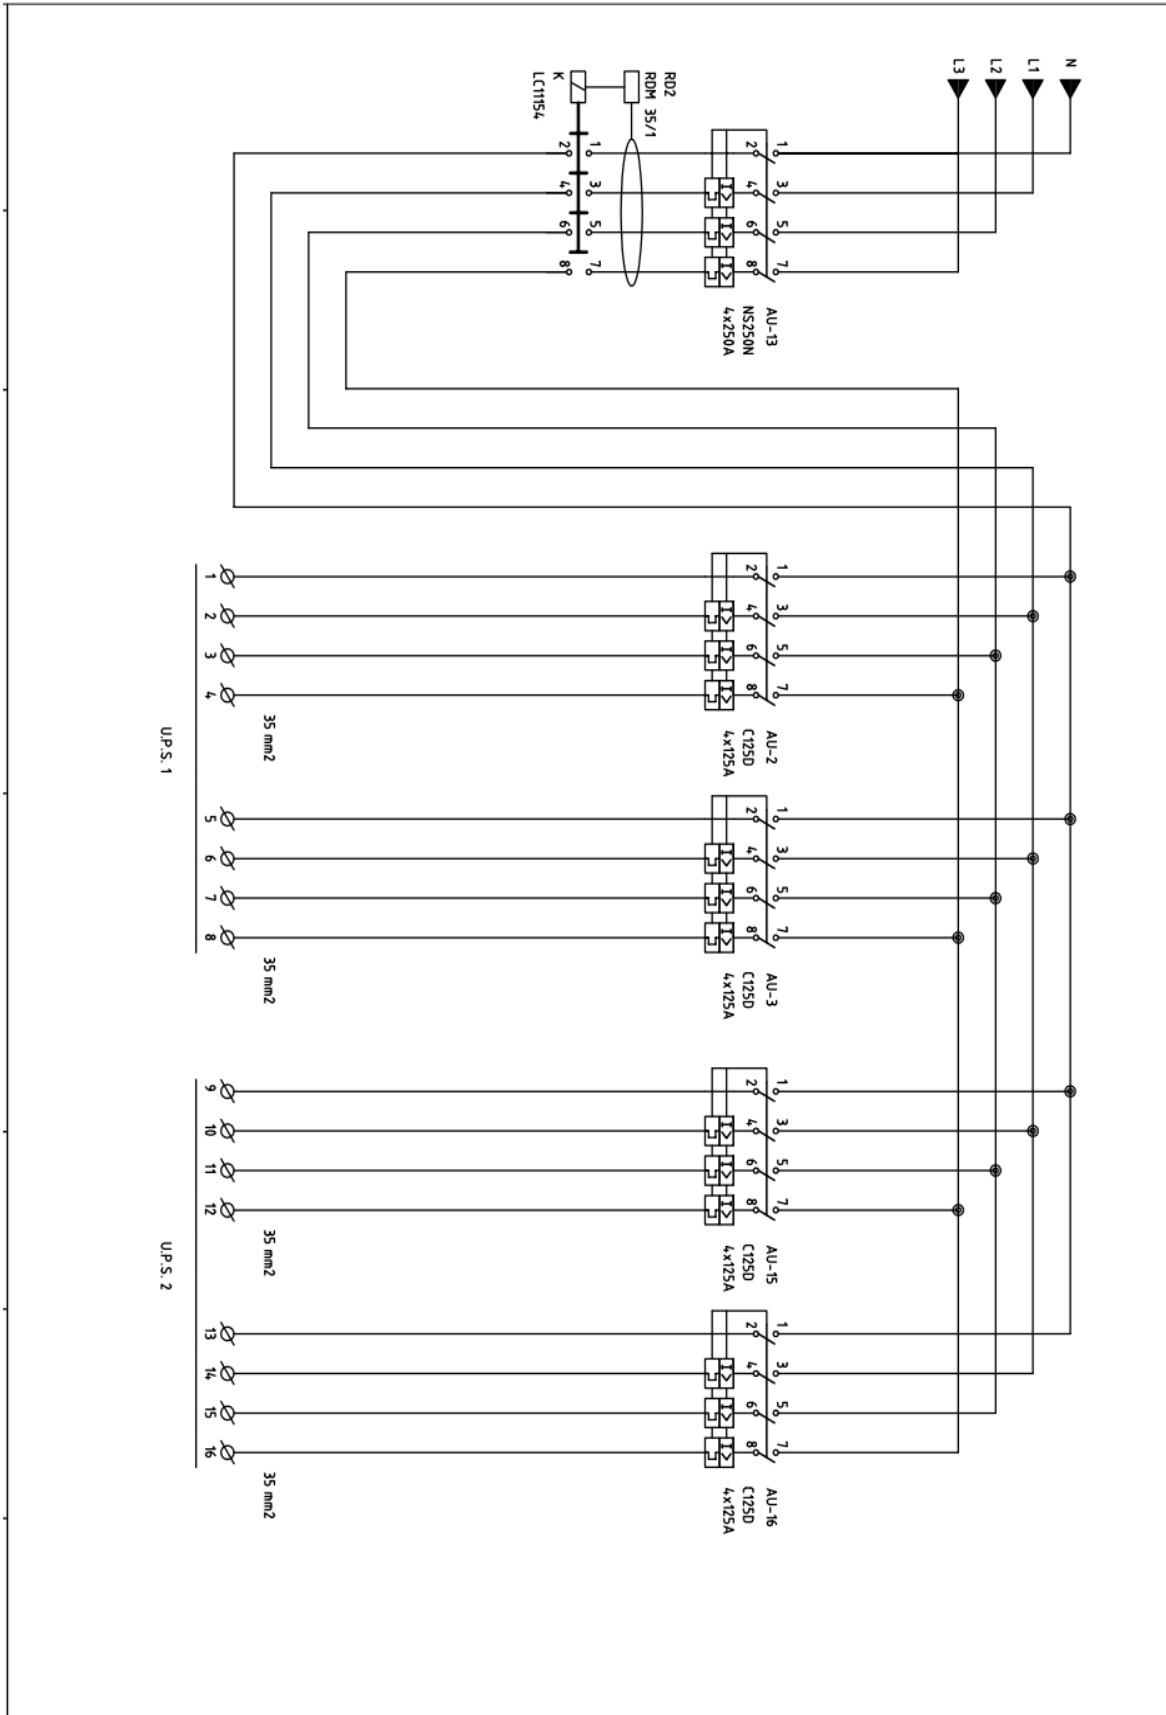 N
L1
L2
L3
1 3 5 7
2 4 6 8
AU-13
NS250N
4x250A
RD2
RDM 35/1
K
LC11154
1 3 5 7
2 4 6 8
1 3 5 7
2 4 6 8
AU-2
C125D
4x125A
1 3 5 7
2 4 6 8
AU-3
C125D
4x125A
1 3 5 7
2 4 6 8
AU-15
C125D
4x125A
1 3 5 7
2 4 6 8
AU-16
C125D
4x125A
35 mm2
35 mm2
35 mm2
35 mm2
1 2 3 4 5 6 7 8
9 10 11 12 13 14 15 16
U.P.S. 1
U.P.S. 2